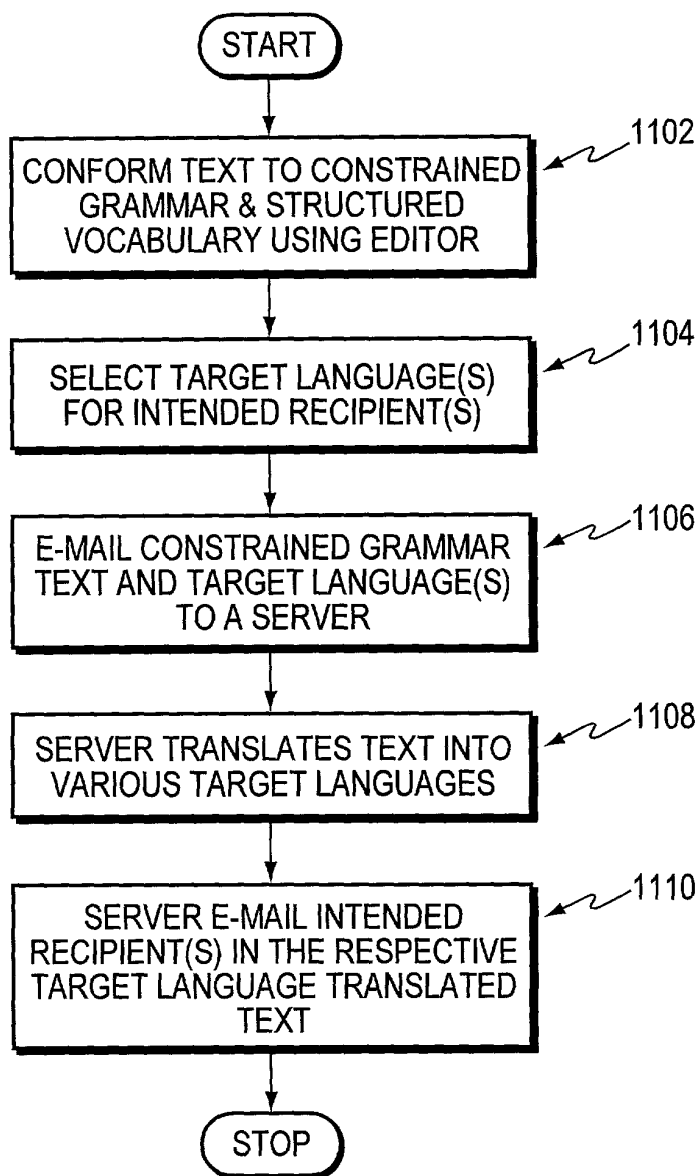 START
1102
CONFORM TEXT TO CONSTRAINED
GRAMMAR & STRUCTURED
VOCABULARY USING EDITOR
1104
SELECT TARGET LANGUAGE(S)
FOR INTENDED RECIPIENT(S)
1106
E-MAIL CONSTRAINED GRAMMAR
TEXT AND TARGET LANGUAGE(S)
TO A SERVER
1108
SERVER TRANSLATES TEXT INTO
VARIOUS TARGET LANGUAGES
1110
SERVER E-MAIL INTENDED
RECIPIENT(S) IN THE RESPECTIVE
TARGET LANGUAGE TRANSLATED
TEXT
STOP